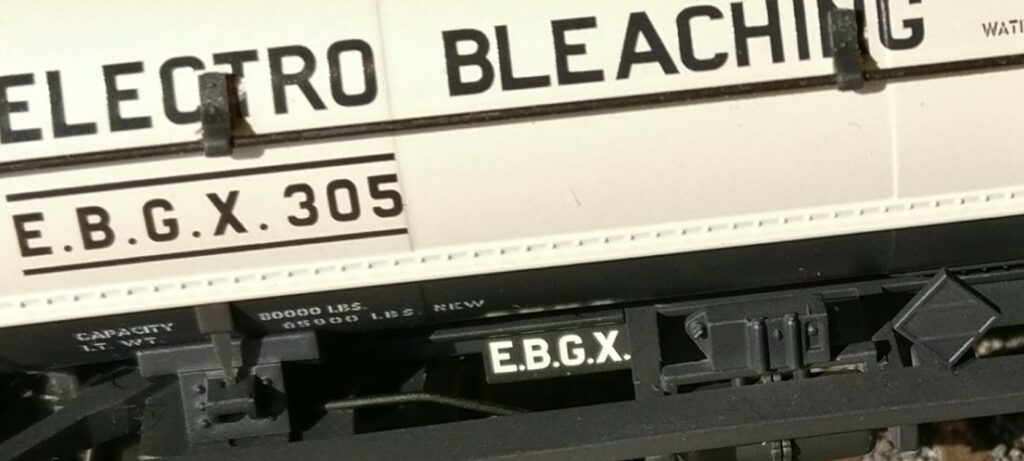 ELECTRO BLEACHING
E.B.G.X. 305
CAPACITY 80000 LBS.
LT. WT. 65900 LBS. NEW
E.B.G.X.